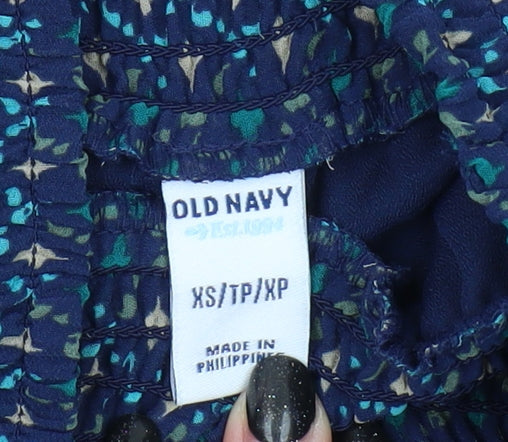 OLD NAVY
EST. 1994
XS/TP/XP
MADE IN
PHILIPPINES